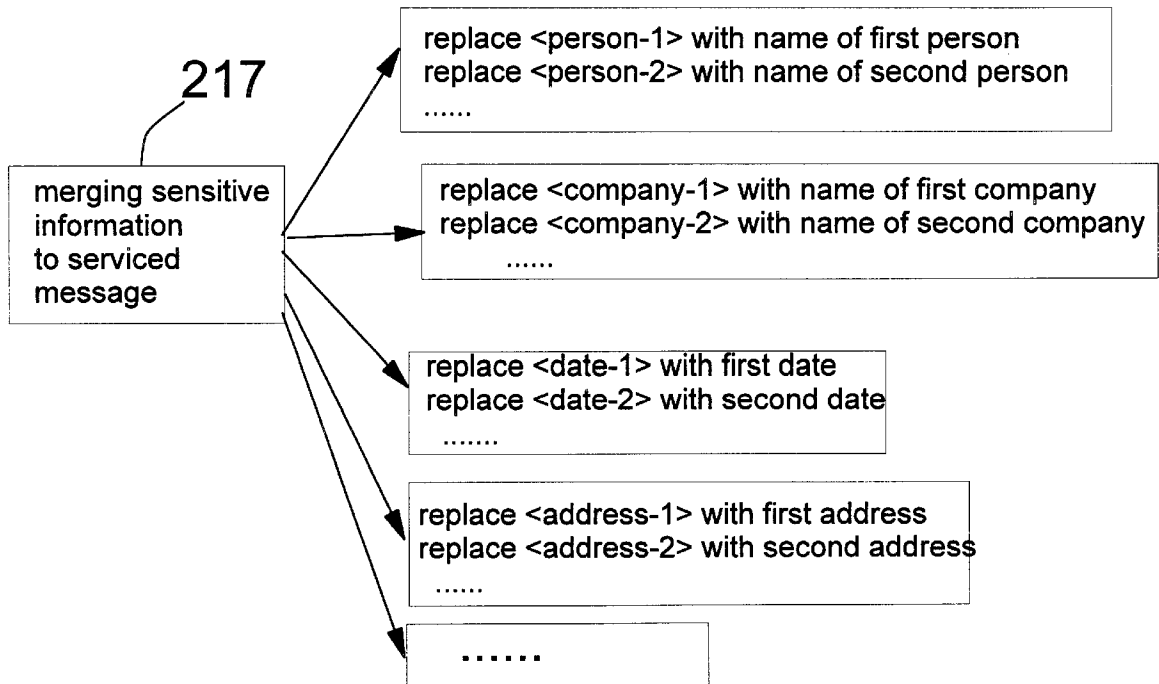 217
merging sensitive
information
to serviced
message
replace <person-1> with name of first person
replace <person-2> with name of second person
......
replace <company-1> with name of first company
replace <company-2> with name of second company
......
replace <date-1> with first date
replace <date-2> with second date
.......
replace <address-1> with first address
replace <address-2> with second address
......
......